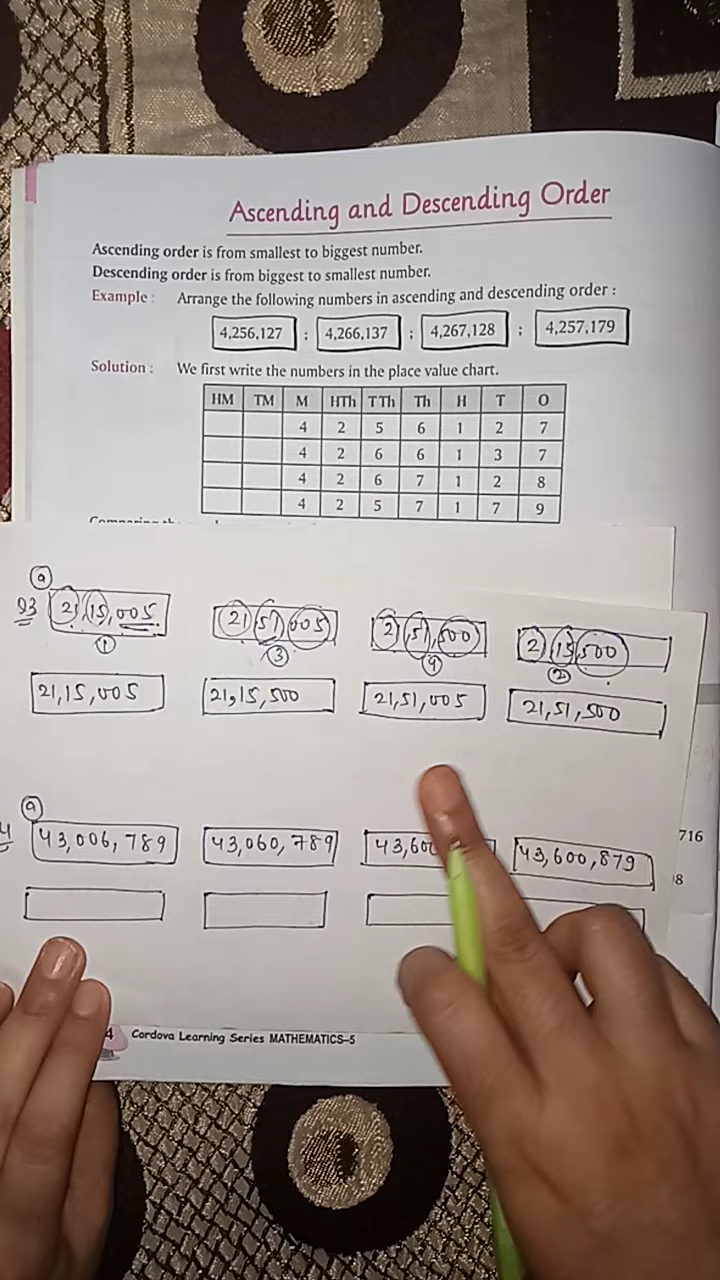 Ascending and Descending Order
Ascending order is from smallest to biggest number.
Descending order is from biggest to smallest number.
Example : Arrange the following numbers in ascending and descending order :
4,256,127 ; 4,266,137 ; 4,267,128 ; 4,257,179
Solution : We first write the numbers in the place value chart.
HM TM M HTh T Th Th H T O
4 2 5 6 1 2 7
4 2 6 6 1 3 7
4 2 6 7 1 2 8
4 2 5 7 1 7 9
a
Q3 21,15,005 21,51,005 21,51,500 21,15,500
1 3 4 2
21,15,005 21,15,500 21,51,005 21,51,500
a
4 43,006,789 43,060,789 43,600 43,600,879
716
8
4 Cordova Learning Series MATHEMATICS–5